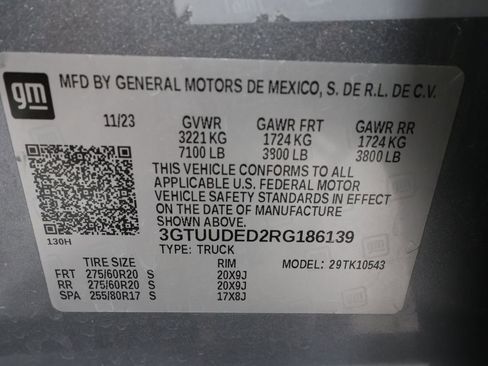 gm
MFD BY GENERAL MOTORS DE MEXICO, S. DE R.L. DE C.V.
11/23 GVWR GAWR FRT GAWR RR
3221 KG 1724 KG 1724 KG
7100 LB 3900 LB 3800 LB
THIS VEHICLE CONFORMS TO ALL
APPLICABLE U.S. FEDERAL MOTOR
VEHICLE SAFETY STANDARDS IN EFFECT
ON THE DATE OF MANUFACTURE
SHOWN ABOVE.
130H 3GTUUDED2RG186139
TYPE: TRUCK MODEL: 29TK10543
TIRE SIZE RIM
FRT 275/60R20 S 20X9J
RR 275/60R20 S 20X9J
SPA 255/80R17 S 17X8J